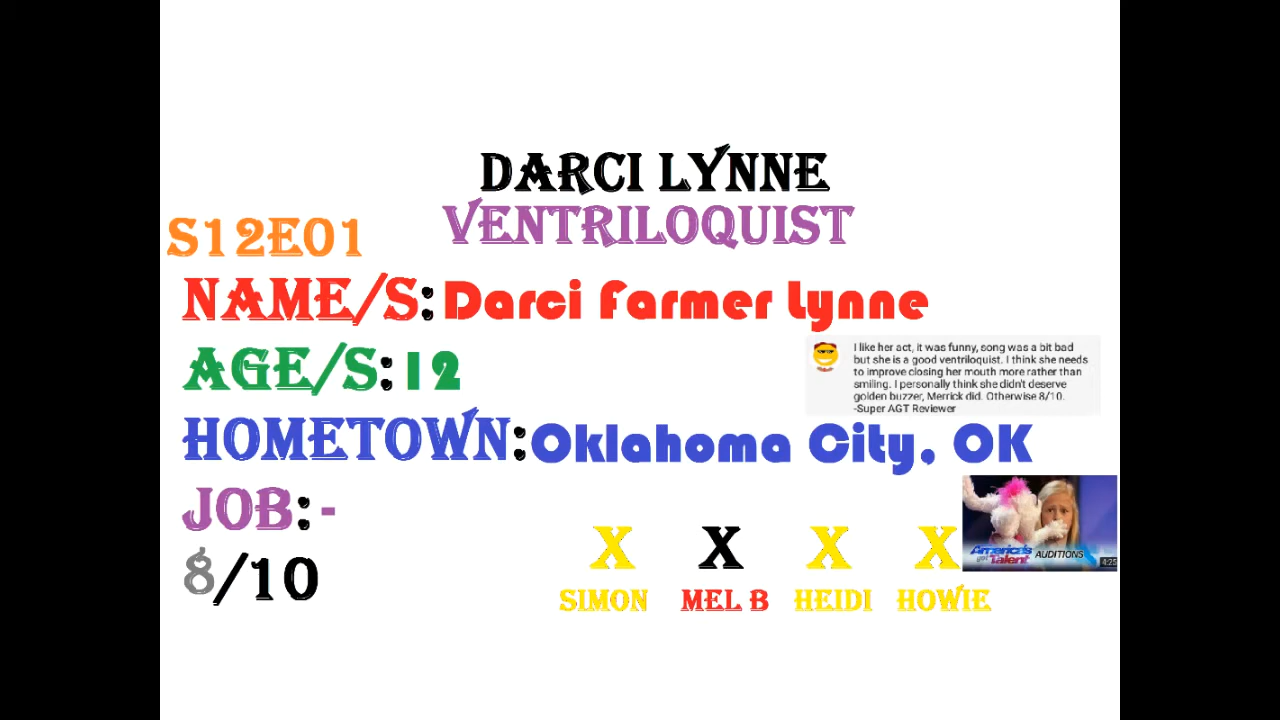 DARCI LYNNE
VENTRILOQUIST
S12E01
NAME/S: Darci Farmer Lynne
AGE/S: 12
I like her act, it was funny, song was a bit bad
but she is a good ventriloquist. I think she needs
to improve closing her mouth more rather than
smiling. I personally think she didn't deserve
golden buzzer, Merrick did. Otherwise 8/10.
-Super AGT Reviewer
HOMETOWN: Oklahoma City, OK
JOB: -
8/10
X X X X
SIMON MEL B HEIDI HOWIE
America's
got Talent
AUDITIONS